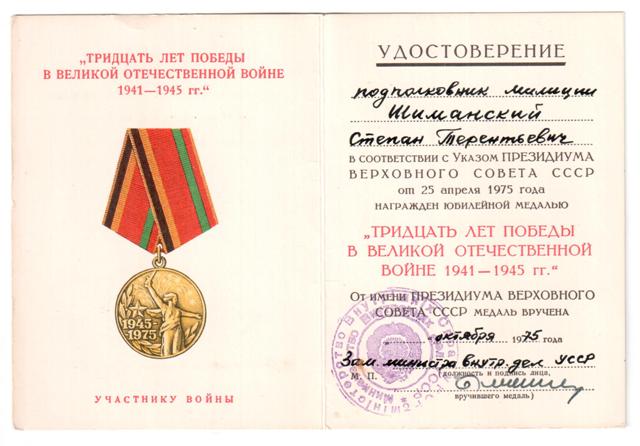 „ТРИДЦАТЬ ЛЕТ ПОБЕДЫ
В ВЕЛИКОЙ ОТЕЧЕСТВЕННОЙ ВОЙНЕ
1941—1945 гг.“
1945-
1975
УЧАСТНИКУ ВОЙНЫ
УДОСТОВЕРЕНИЕ
подполковник милиции
Шиманский
Степан Терентьевич
в соответствии с Указом ПРЕЗИДИУМА
ВЕРХОВНОГО СОВЕТА СССР
от 25 апреля 1975 года
НАГРАЖДЕН ЮБИЛЕЙНОЙ МЕДАЛЬЮ
„ТРИДЦАТЬ ЛЕТ ПОБЕДЫ
В ВЕЛИКОЙ ОТЕЧЕСТВЕННОЙ
ВОЙНЕ 1941—1945 гг.“
От имени ПРЕЗИДИУМА ВЕРХОВНОГО
СОВЕТА СССР МЕДАЛЬ ВРУЧЕНА
„ “ октября 1975 года
Зам. министра внутр. дел УССР
М. П. (должность и подпись лица,
вручившего медаль)